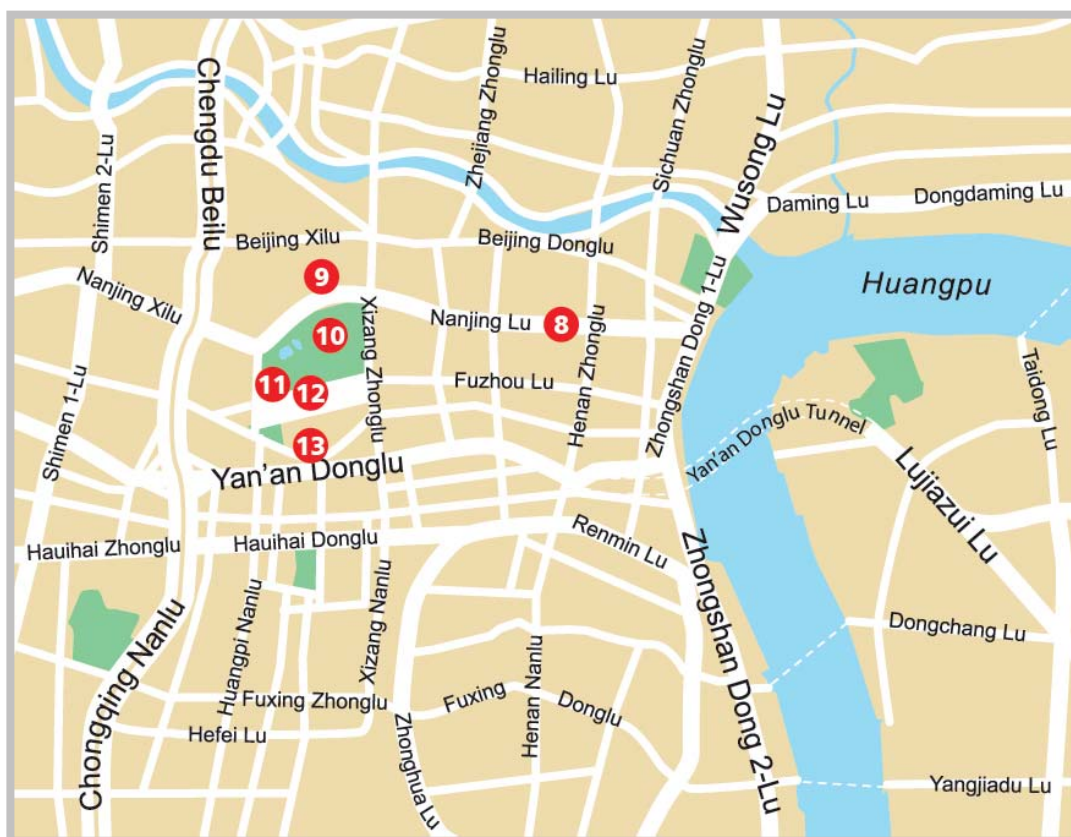 Hailing Lu
Chengdu Beilu
Zhejiang Zhonglu
Sichuan Zhonglu
Wusong Lu
Shimen 2-Lu
Daming Lu
Dongdaming Lu
Beijing Xilu
Beijing Donglu
9
Huangpu
Nanjing Xilu
10
Xizang Zhonglu
Nanjing Lu
8
Henan Zhonglu
Zhongshan Dong 1-Lu
Taidong Lu
11
12
Fuzhou Lu
Shimen 1-Lu
13
Yan'an Donglu
Yan'an Donglu Tunnel
Lujiazui Lu
Hauihai Zhonglu
Hauihai Donglu
Renmin Lu
Zhongshan Dong 2-Lu
Chongqing Nanlu
Huangpi Nanlu
Xizang Nanlu
Henan Nanlu
Dongchang Lu
Fuxing Zhonglu
Fuxing
Donglu
Hefei Lu
Zhonghua Lu
Yangjiadu Lu